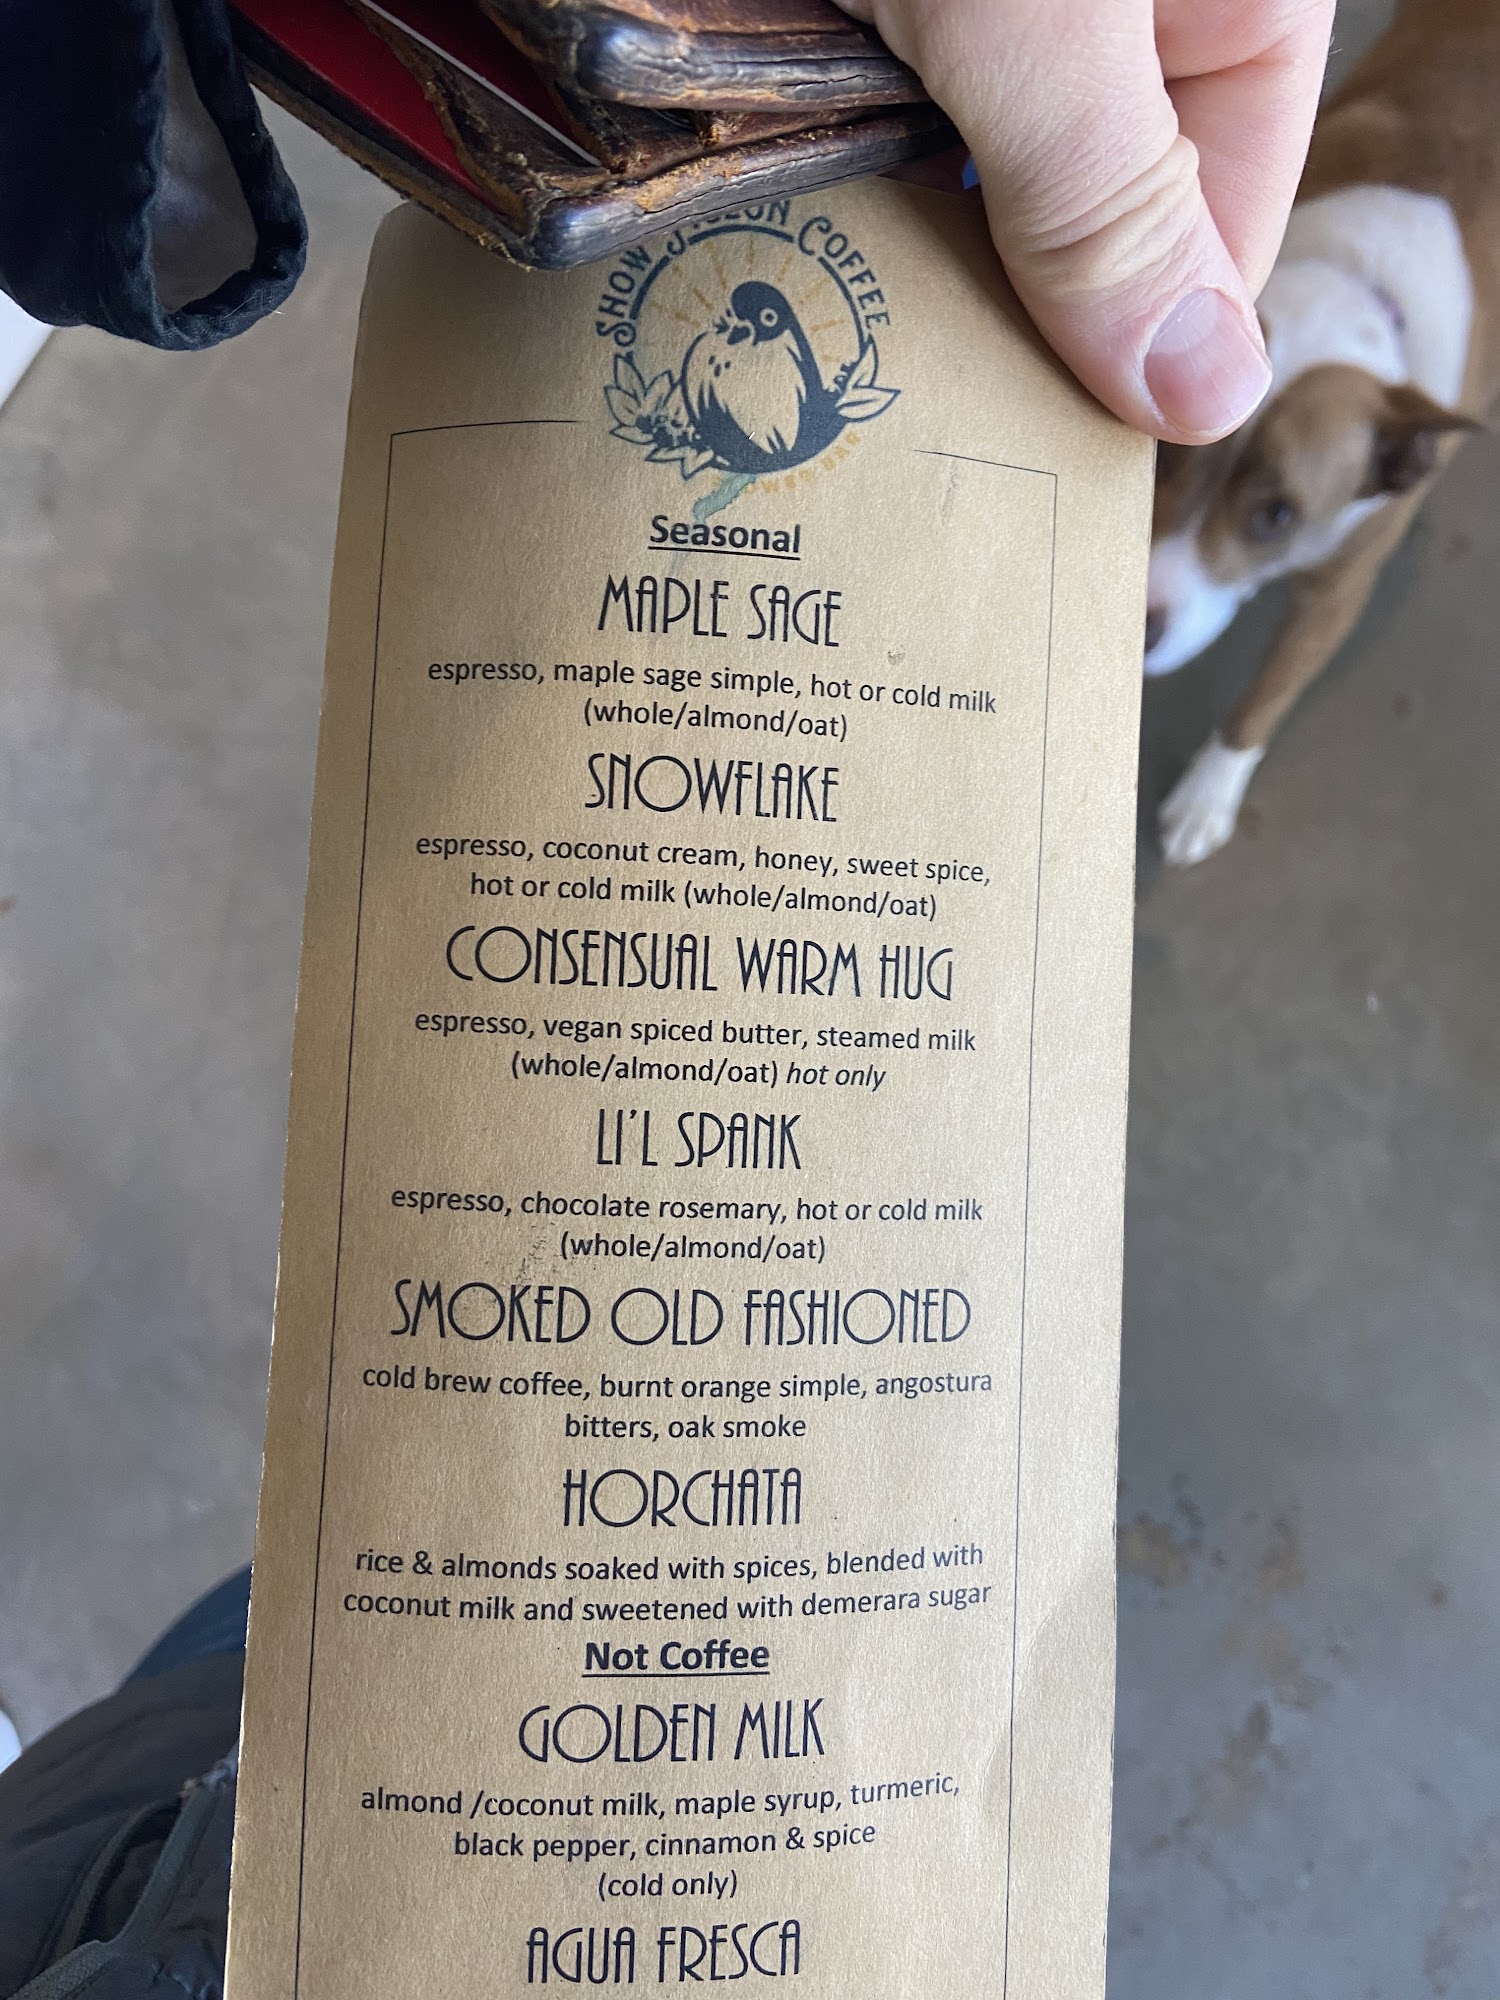 SHOW PIGEON COFFEE
Seasonal
MAPLE SAGE
espresso, maple sage simple, hot or cold milk
(whole/almond/oat)
SNOWFLAKE
espresso, coconut cream, honey, sweet spice,
hot or cold milk (whole/almond/oat)
CONSENSUAL WARM HUG
espresso, vegan spiced butter, steamed milk
(whole/almond/oat) hot only
LI'L SPANK
espresso, chocolate rosemary, hot or cold milk
(whole/almond/oat)
SMOKED OLD FASHIONED
cold brew coffee, burnt orange simple, angostura
bitters, oak smoke
HORCHATA
rice & almonds soaked with spices, blended with
coconut milk and sweetened with demerara sugar
Not Coffee
GOLDEN MILK
almond /coconut milk, maple syrup, turmeric,
black pepper, cinnamon & spice
(cold only)
AGUA FRESCA